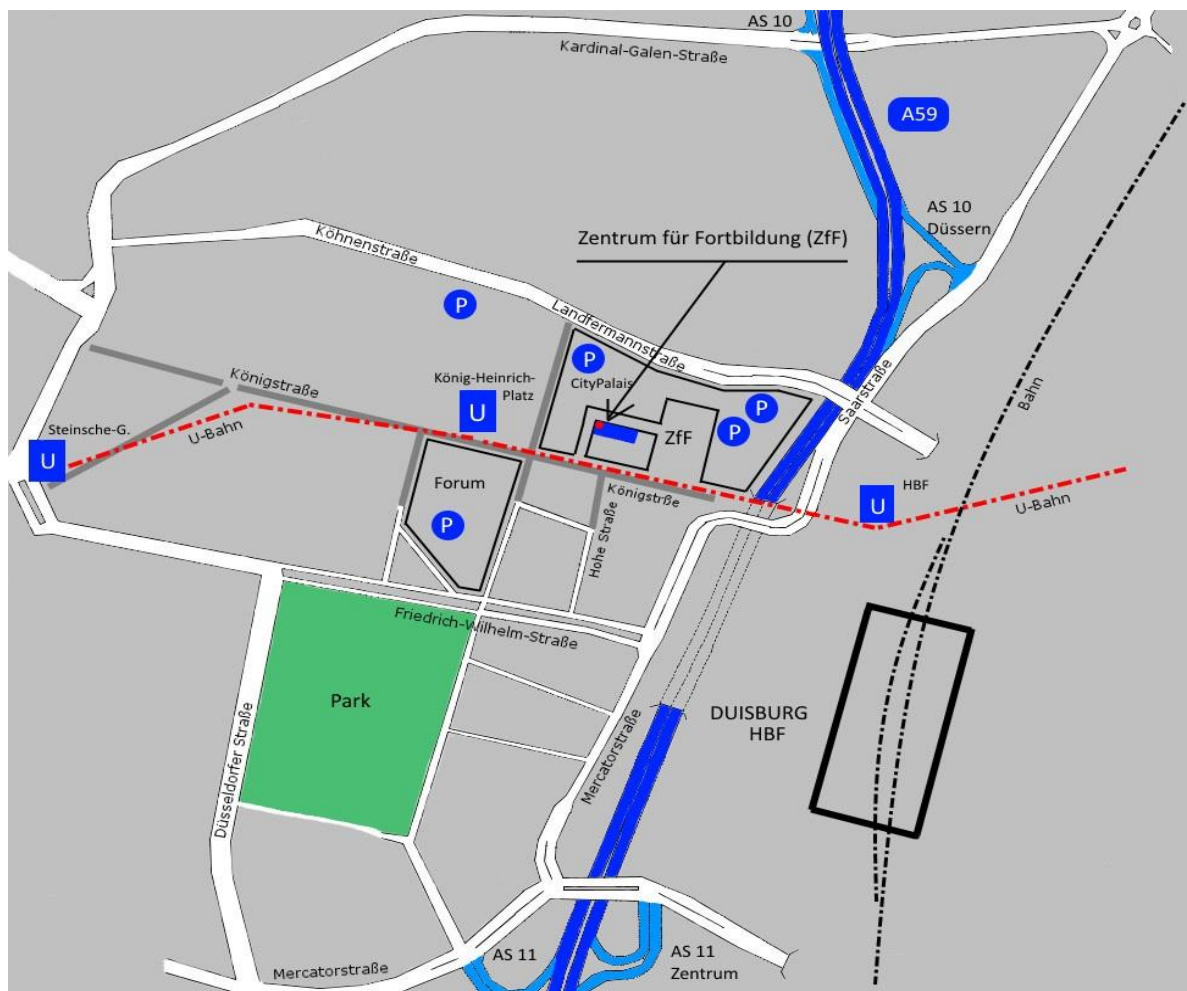 AS 10
Kardinal-Galen-Straße
A59
AS 10
Düssern
Köhnenstraße
Zentrum für Fortbildung (ZfF)
P
Landfermannstraße
P
CityPalais
König-Heinrich-
Platz
U
Königstraße
P
P
ZfF
Saarstraße
Bahn
Steinsche-G.
U
U-Bahn
Forum
P
Königstrße
Hohe Straße
HBF
U
U-Bahn
Friedrich-Wilhelm-Straße
Park
Düsseldorfer Straße
Mercatorstraße
DUISBURG
HBF
AS 11
AS 11
Zentrum
Mercatorstraße